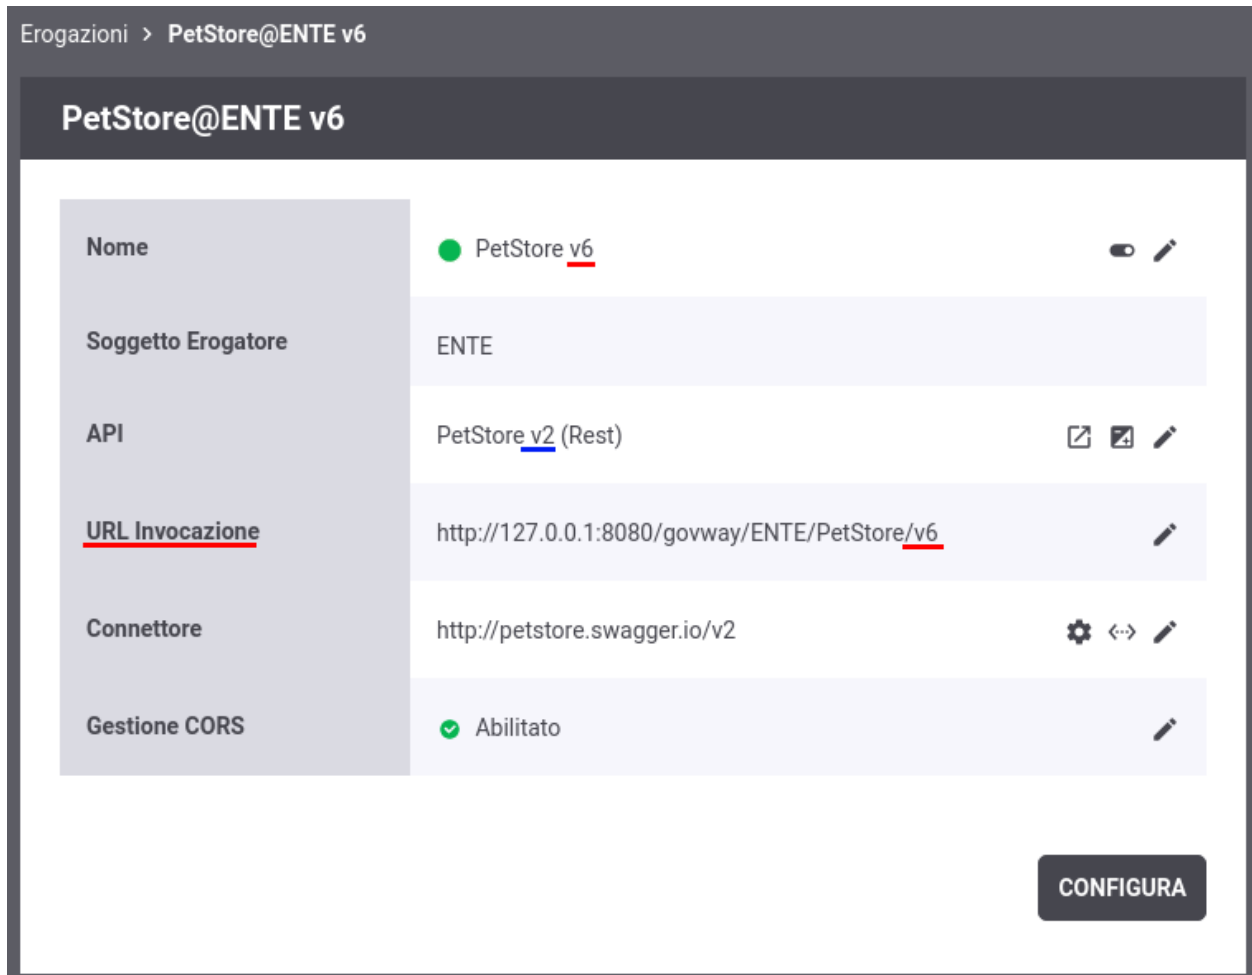 Erogazioni > PetStore@ENTE v6
PetStore@ENTE v6
Nome
PetStore v6
Soggetto Erogatore
ENTE
API
PetStore v2 (Rest)
URL Invocazione
http://127.0.0.1:8080/govway/ENTE/PetStore/v6
Connettore
http://petstore.swagger.io/v2
Gestione CORS
Abilitato
CONFIGURA